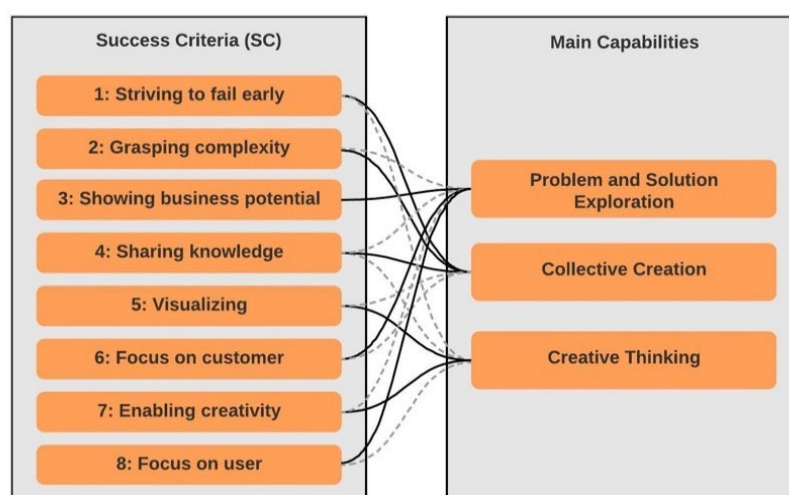 Success Criteria (SC)
1: Striving to fail early
2: Grasping complexity
3: Showing business potential
4: Sharing knowledge
5: Visualizing
6: Focus on customer
7: Enabling creativity
8: Focus on user
Main Capabilities
Problem and Solution
Exploration
Collective Creation
Creative Thinking